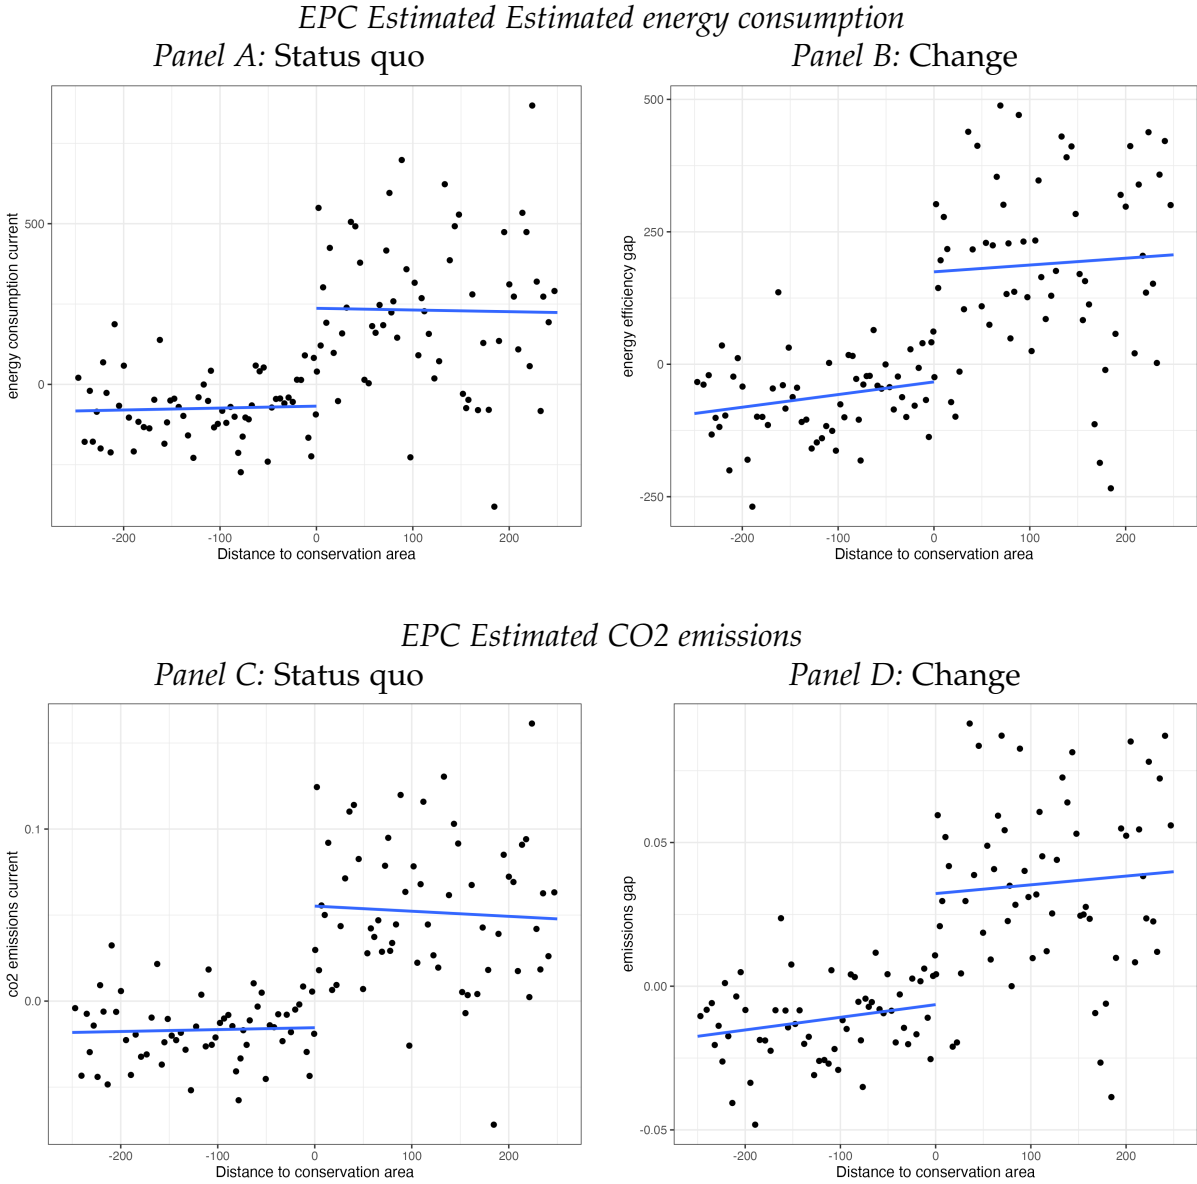 EPC Estimated Estimated energy consumption
Panel A: Status quo
Panel B: Change
energy consumption current
500
0
-200 -100 0 100 200
Distance to conservation area
energy efficiency gap
500
250
0
-250
-200 -100 0 100 200
Distance to conservation area
EPC Estimated CO2 emissions
Panel C: Status quo
Panel D: Change
co2 emissions current
0.1
0.0
-200 -100 0 100 200
Distance to conservation area
emissions gap
0.05
0.00
-0.05
-200 -100 0 100 200
Distance to conservation area